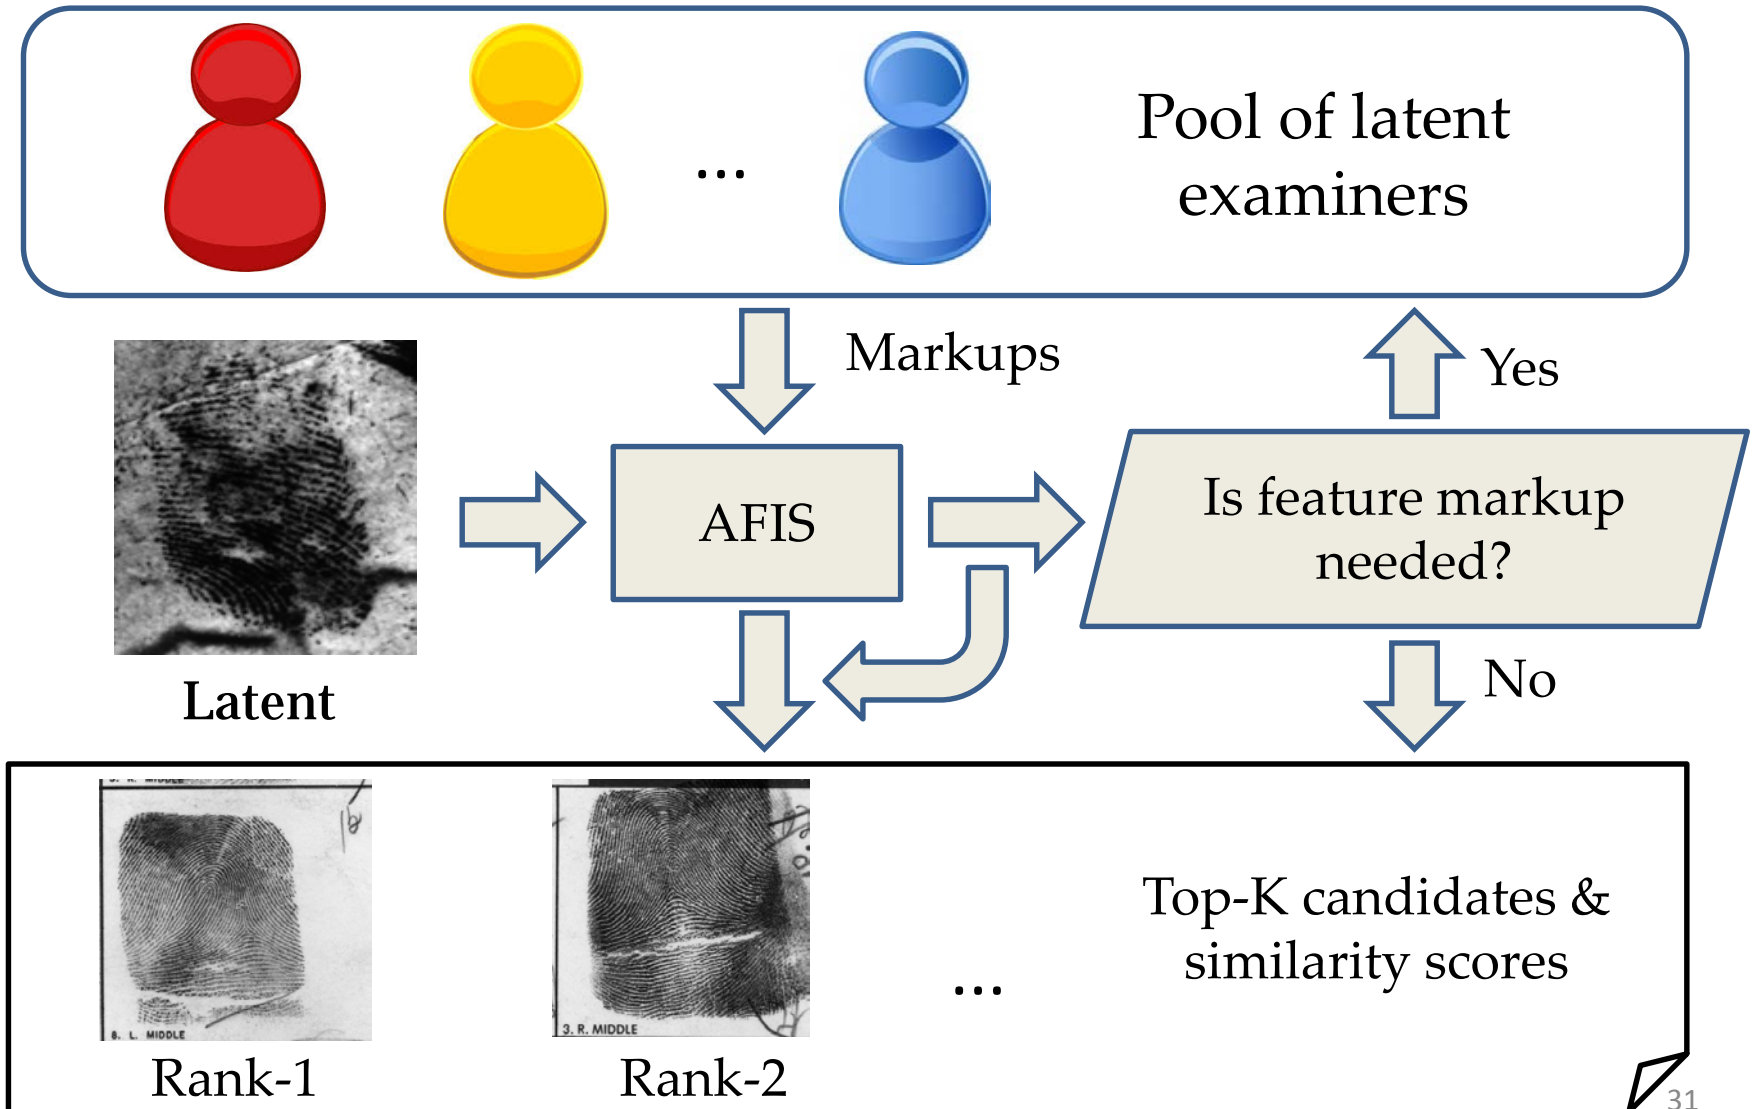 Pool of latent
examiners
...
Markups
Yes
AFIS
Is feature markup
needed?
Latent
No
8. L. MIDDLE
Rank-1
3. R. MIDDLE
Rank-2
...
Top-K candidates &
similarity scores
31